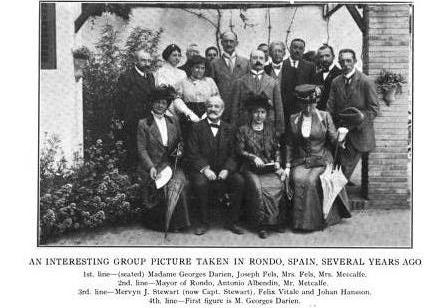 AN INTERESTING GROUP PICTURE TAKEN IN RONDO, SPAIN, SEVERAL YEARS AGO
1st. line—(seated) Madame Georges Darien, Joseph Fels, Mrs. Fels, Mrs. Metcalfe.
2nd. line—Mayor of Rondo, Antonio Albendin, Mr. Metcalfe.
3rd. line—Mervyn J. Stewart (now Capt. Stewart), Felix Vitale and Johan Haneson.
4th. line—First figure is M. Georges Darien.